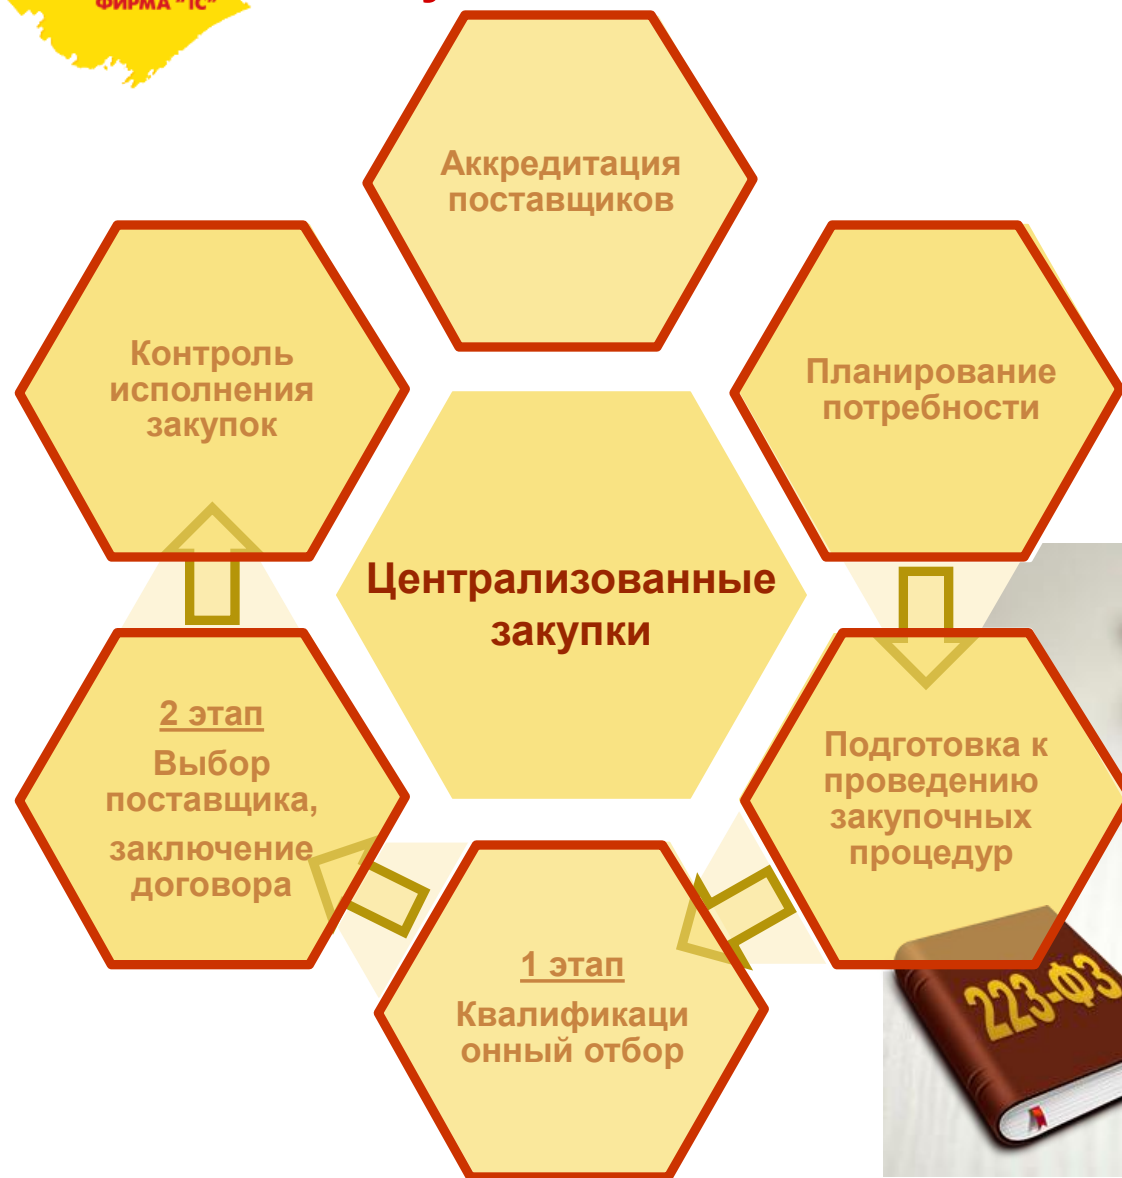 ФИРМА "1С"
Аккредитация
поставщиков
Контроль
исполнения
закупок
Планирование
потребности
Централизованные
закупки
2 этап
Выбор
поставщика,
заключение
договора
Подготовка к
проведению
закупочных
процедур
1 этап
Квалификаци
онный отбор
223-ФЗ